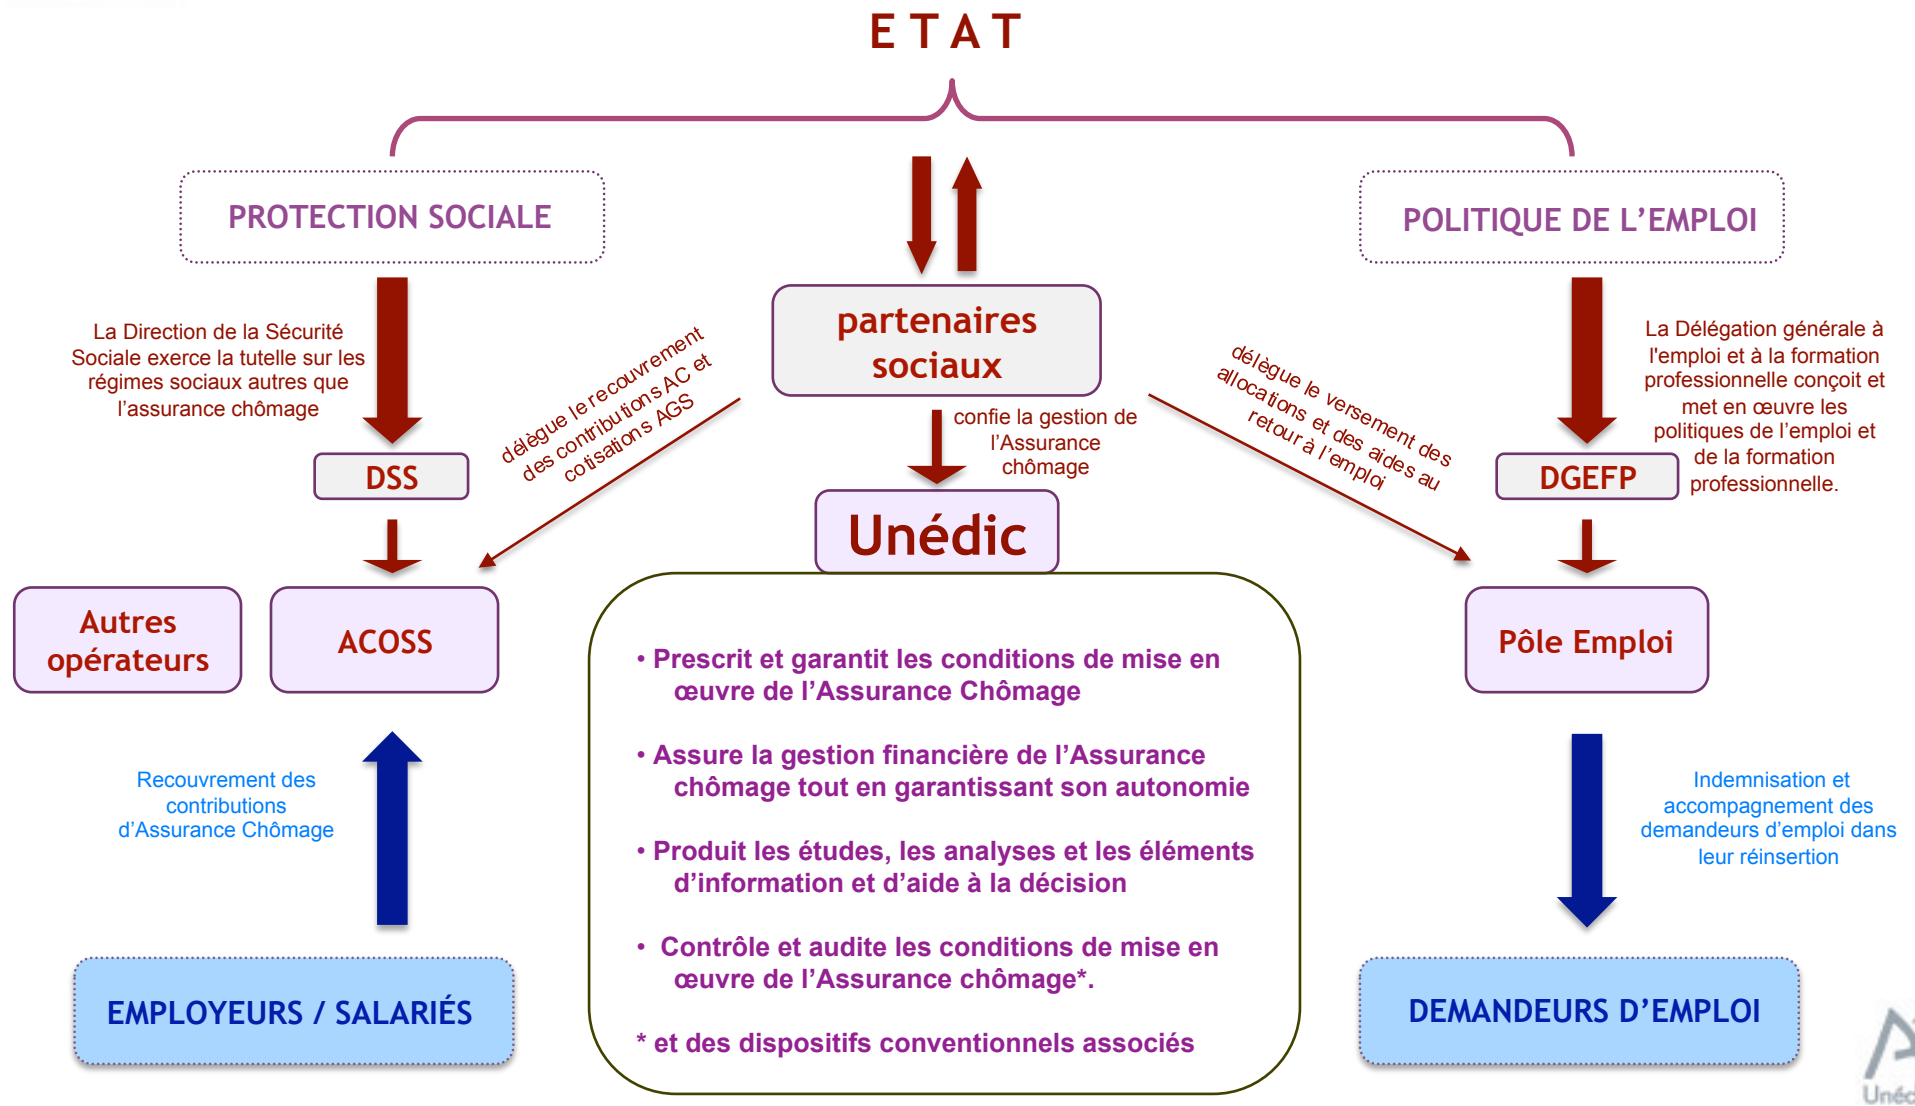 E T A T
PROTECTION SOCIALE
POLITIQUE DE L’EMPLOI
partenaires
sociaux
La Direction de la Sécurité
Sociale exerce la tutelle sur les
régimes sociaux autres que
l’assurance chômage
délègue le recouvrement
des contributions AC et
cotisations AGS
confie la gestion de
l’Assurance
chômage
délègue le versement des
allocations et des aides au
retour à l’emploi
La Délégation générale à
l'emploi et à la formation
professionnelle conçoit et
met en œuvre les
politiques de l’emploi et
de la formation
professionnelle.
DSS
DGEFP
Unédic
Autres
opérateurs
ACOSS
Pôle Emploi
• Prescrit et garantit les conditions de mise en
œuvre de l’Assurance Chômage
• Assure la gestion financière de l’Assurance
chômage tout en garantissant son autonomie
• Produit les études, les analyses et les éléments
d’information et d’aide à la décision
• Contrôle et audite les conditions de mise en
œuvre de l’Assurance chômage*.
* et des dispositifs conventionnels associés
Recouvrement des
contributions
d’Assurance Chômage
Indemnisation et
accompagnement des
demandeurs d’emploi dans
leur réinsertion
EMPLOYEURS / SALARIÉS
DEMANDEURS D’EMPLOI